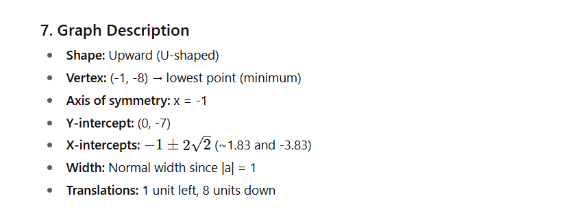 7. Graph Description
• Shape: Upward (U-shaped)
• Vertex: (-1, -8) → lowest point (minimum)
• Axis of symmetry: x = -1
• Y-intercept: (0, -7)
• X-intercepts: −1 ± 2√2 (~1.83 and -3.83)
• Width: Normal width since |a| = 1
• Translations: 1 unit left, 8 units down